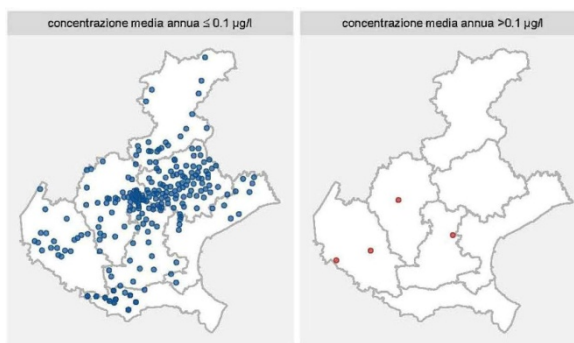 concentrazione media annua ≤ 0.1 µg/l
concentrazione media annua >0.1 µg/l